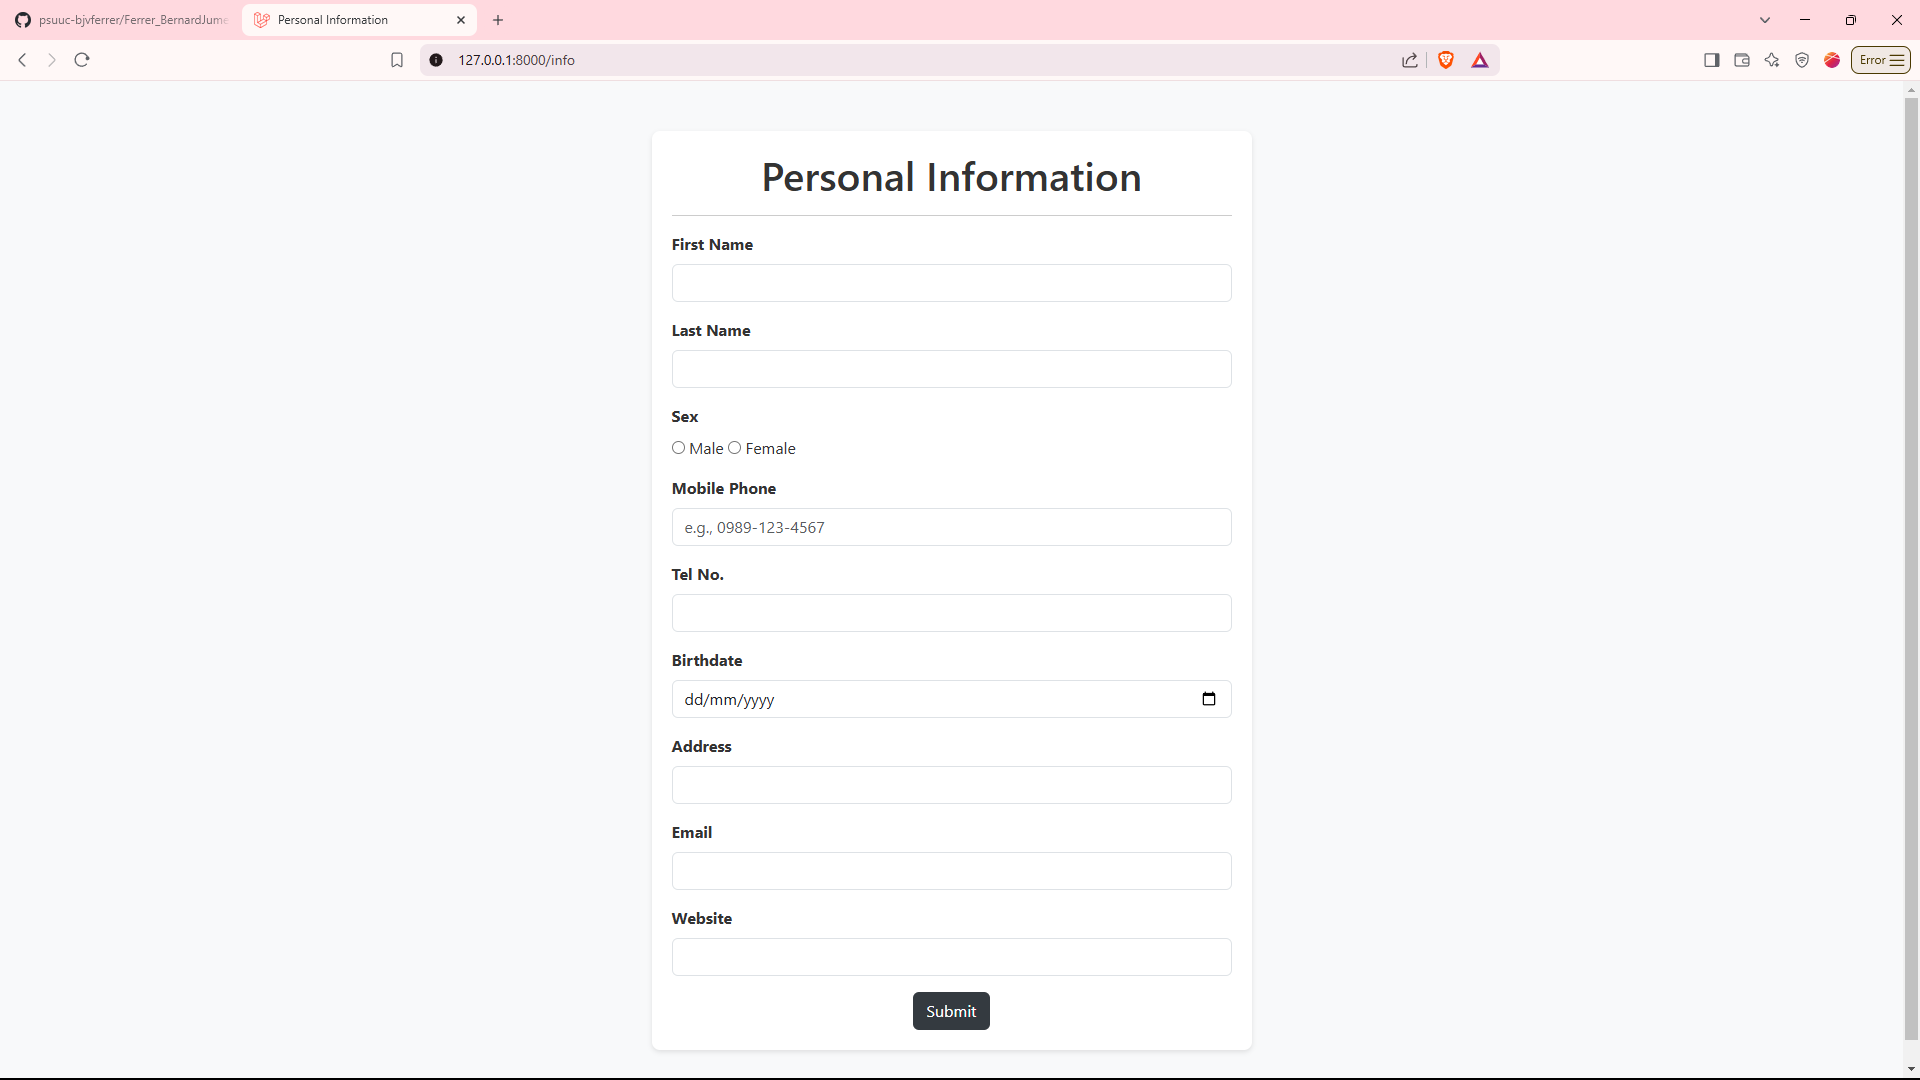 psuuc-bjvferrer/Ferrer_BernardJume
Personal Information
127.0.0.1:8000/info
Error
Personal Information
First Name
Last Name
Sex
Male Female
Mobile Phone
e.g., 0989-123-4567
Tel No.
Birthdate
dd/mm/yyyy
Address
Email
Website
Submit